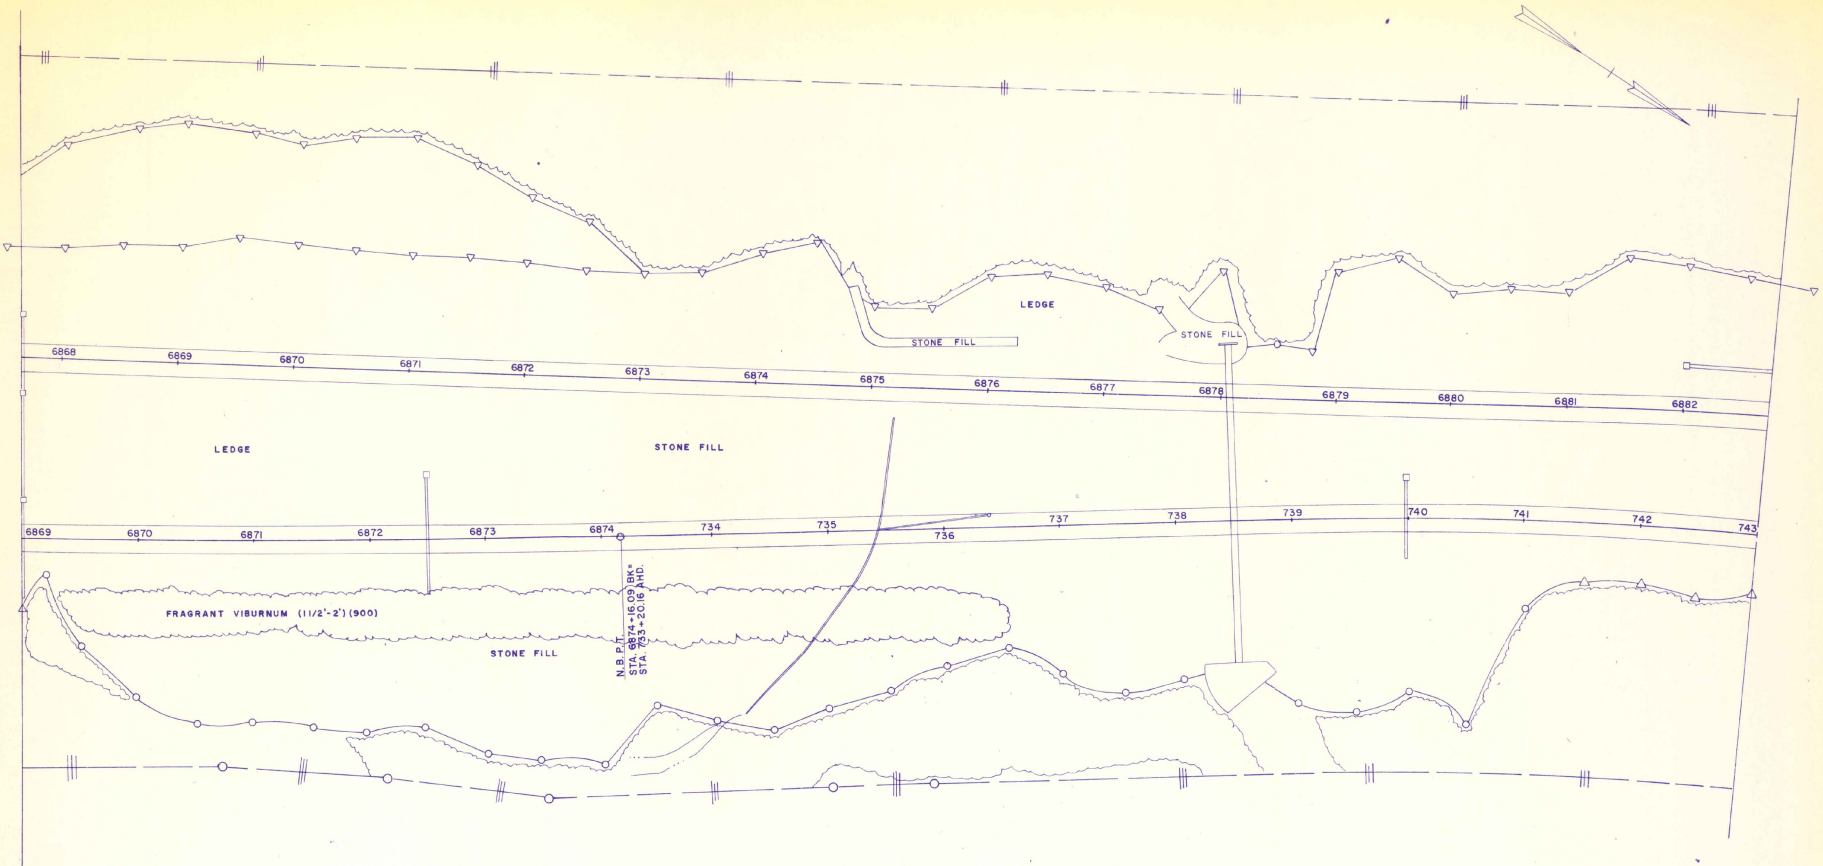 LEDGE
STONE FILL
STONE FILL
6868 6869 6870 6871 6872 6873 6874 6875 6876 6877 6878 6879 6880 6881 6882
LEDGE
STONE FILL
6869 6870 6871 6872 6873 6874 734 735 736 737 738 739 740 741 742 743
FRAGRANT VIBURNUM (11/2'-2') (900)
STONE FILL
N.B.P.T.
STA. 6874+16.09 BK=
STA. 733+20.16 AHD.